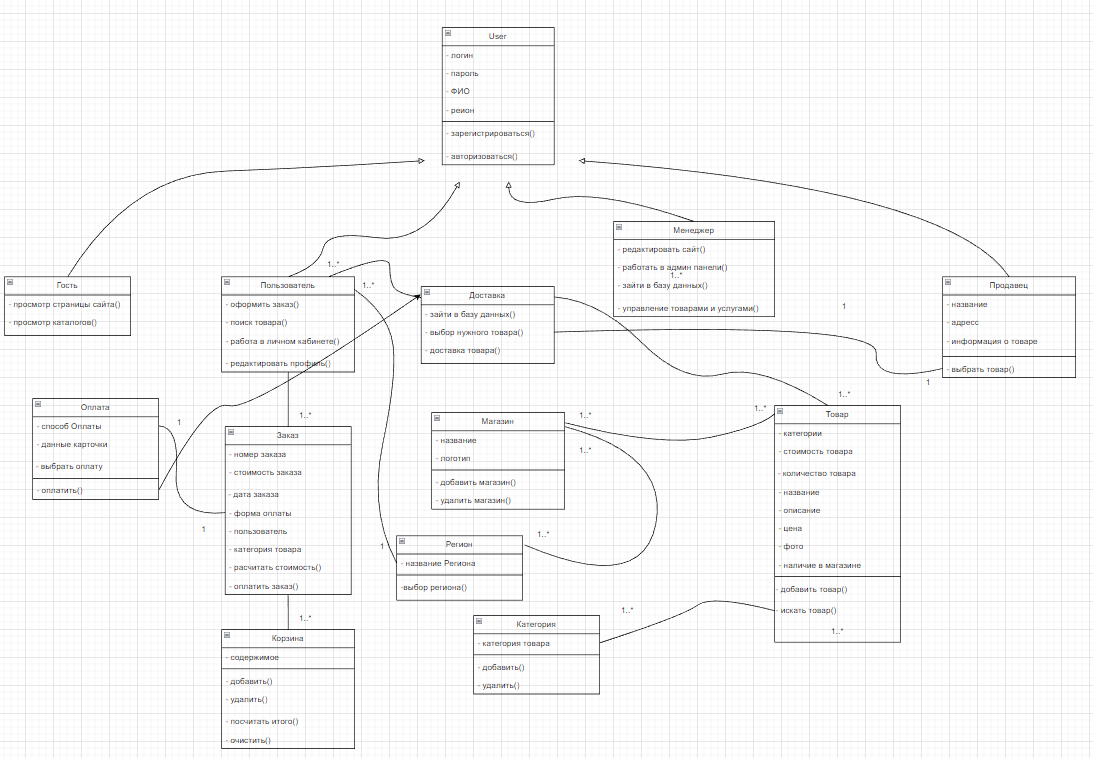 User
- логин
- пароль
- ФИО
- реион
- зарегистрироваться()
- авторизоваться()
Менеджер
- редактировать сайт()
- работать в админ панели()
1..*
- зайти в базу данных()
- управление товарами и услугами()
Гость
- просмотр страницы сайта()
- просмотр каталогов()
1..*
Пользователь
1..*
- оформить заказ()
- поиск товара()
- работа в личном кабинете()
- редактировать профиль()
Доставка
- зайти в базу данных()
- выбор нужного товара()
- доставка товара()
1
Продавец
- название
- адресс
- информация о товаре
- выбрать товар()
1
Оплата
- способ Оплаты
- данные карточки
- выбрать оплату
- оплатить()
1
1..*
Заказ
- номер заказа
- стоимость заказа
- дата заказа
- форма оплаты
- пользователь
- категория товара
- расчитать стоимость()
- оплатить заказ()
1
Магазин
- название
- логотип
- добавить магазин()
- удалить магазин()
1..*
1..*
1..*
1..*
Товар
- категории
- стоимость товара
- количество товара
- название
- описание
- цена
- фото
- наличие в магазине
- добавить товар()
- искать товар()
1..*
1
1..*
Регион
- название Региона
-выбор региона()
1..*
Корзина
- содержимое
- добавить()
- удалить()
- посчитать итого()
- очистить()
1..*
Категория
- категория товара
- добавить()
- удалить()